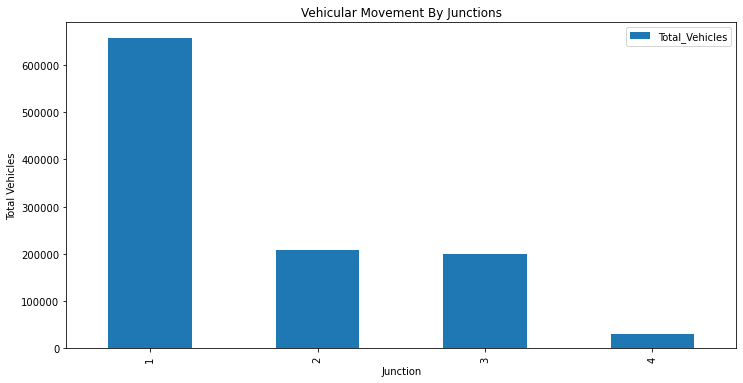 Vehicular Movement By Junctions
Total_Vehicles
Total Vehicles
600000
500000
400000
300000
200000
100000
0
1
2
3
4
Junction